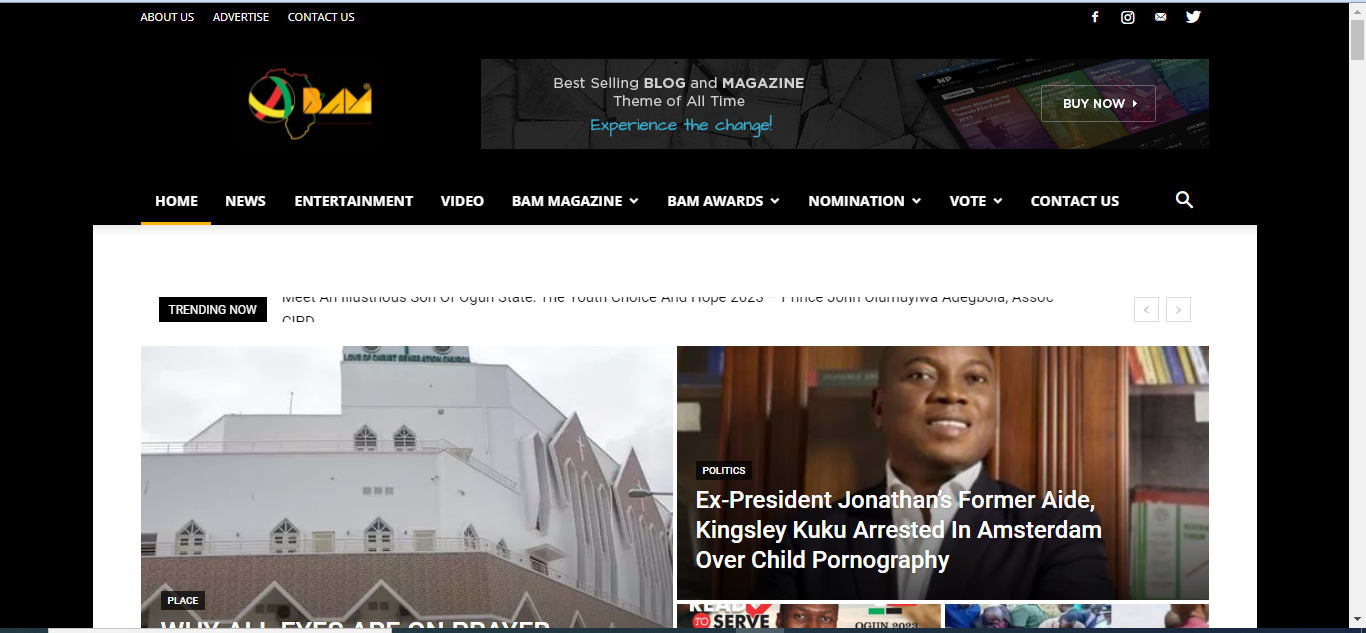 ABOUT US ADVERTISE CONTACT US
BAM
Best Selling BLOG and MAGAZINE
Theme of All Time
Experience the change!
NP
BUY NOW
HOME NEWS ENTERTAINMENT VIDEO BAM MAGAZINE BAM AWARDS NOMINATION VOTE CONTACT US
TRENDING NOW
Meet An Illustrious Son Of Ogun State: The Youth Choice And Hope 2023 – Prince John Olumuyiwa Adegbola, Assoc
CIPD
LOVE OF CHRIST GENERATION CHURCH
PLACE
WHY ALL EYES ARE ON PRAYER
POLITICS
Ex-President Jonathan's Former Aide,
Kingsley Kuku Arrested In Amsterdam
Over Child Pornography
READY
TO SERVE
OGUN 2023